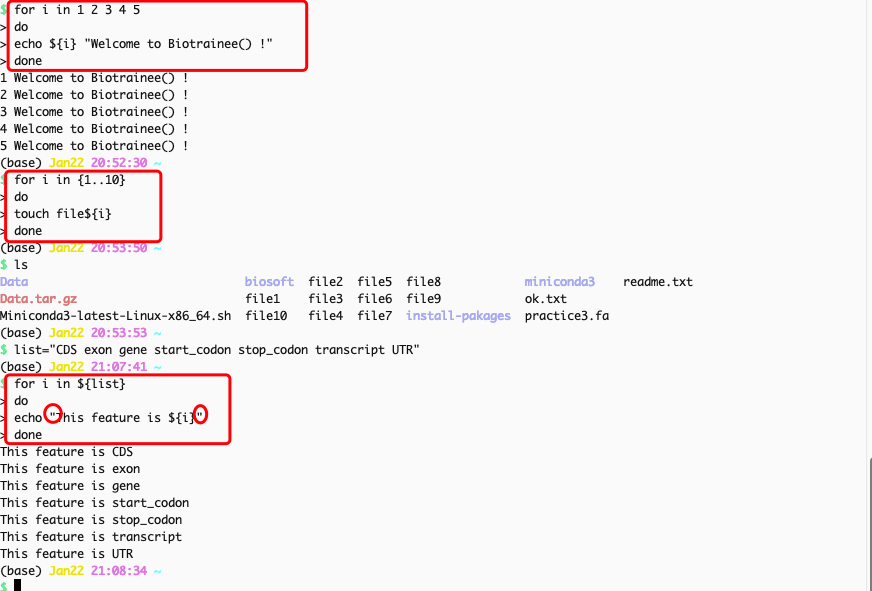 $ for i in 1 2 3 4 5
> do
> echo ${i} "Welcome to Biotrainee() !"
> done
1 Welcome to Biotrainee() !
2 Welcome to Biotrainee() !
3 Welcome to Biotrainee() !
4 Welcome to Biotrainee() !
5 Welcome to Biotrainee() !
(base) Jan22 20:52:30 ~
$ for i in {1..10}
> do
> touch file${i}
> done
(base) Jan22 20:53:50 ~
$ ls
Data biosoft file2 file5 file8 miniconda3 readme.txt
Data.tar.gz file1 file3 file6 file9 ok.txt
Miniconda3-latest-Linux-x86_64.sh file10 file4 file7 install-pakages practice3.fa
(base) Jan22 20:53:53 ~
$ list="CDS exon gene start_codon stop_codon transcript UTR"
(base) Jan22 21:07:41 ~
$ for i in ${list}
> do
> echo "This feature is ${i}"
> done
This feature is CDS
This feature is exon
This feature is gene
This feature is start_codon
This feature is stop_codon
This feature is transcript
This feature is UTR
(base) Jan22 21:08:34 ~
$